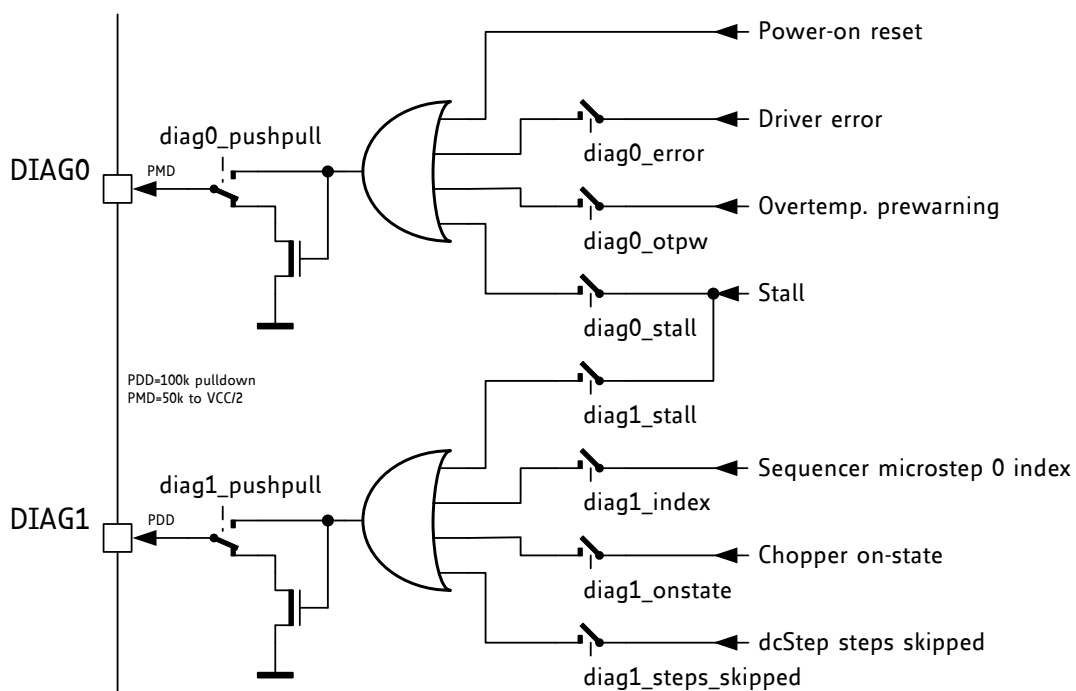 Power-on reset
Driver error
diag0_pushpull
diag0_error
DIAG0
PMD
Overtemp. prewarning
diag0_otpw
Stall
diag0_stall
PDD=100k pulldown
PMD=50k to VCC/2
diag1_stall
Sequencer microstep 0 index
diag1_pushpull
diag1_index
DIAG1
PDD
Chopper on-state
diag1_onstate
dcStep steps skipped
diag1_steps_skipped